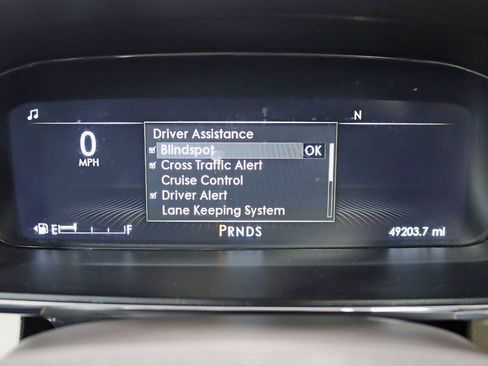 N
0
MPH
Driver Assistance
Blindspot OK
Cross Traffic Alert
Cruise Control
Driver Alert
Lane Keeping System
E F
PRNDS
49203.7 mi